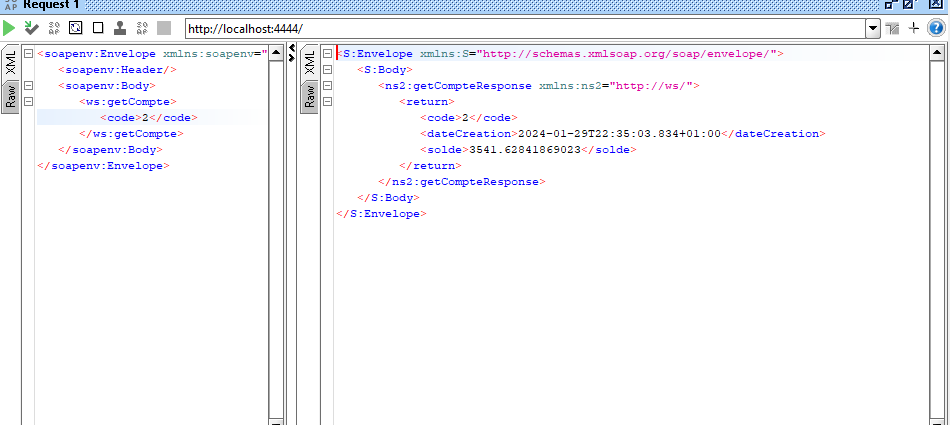 Request 1
http://localhost:4444/
XML
Raw
<soapenv:Envelope xmlns:soapenv="
<soapenv:Header/>
<soapenv:Body>
<ws:getCompte>
<code>2</code>
</ws:getCompte>
</soapenv:Body>
</soapenv:Envelope>
XML
Raw
<S:Envelope xmlns:S="http://schemas.xmlsoap.org/soap/envelope/">
<S:Body>
<ns2:getCompteResponse xmlns:ns2="http://ws/">
<return>
<code>2</code>
<dateCreation>2024-01-29T22:35:03.834+01:00</dateCreation>
<solde>3541.62841869023</solde>
</return>
</ns2:getCompteResponse>
</S:Body>
</S:Envelope>